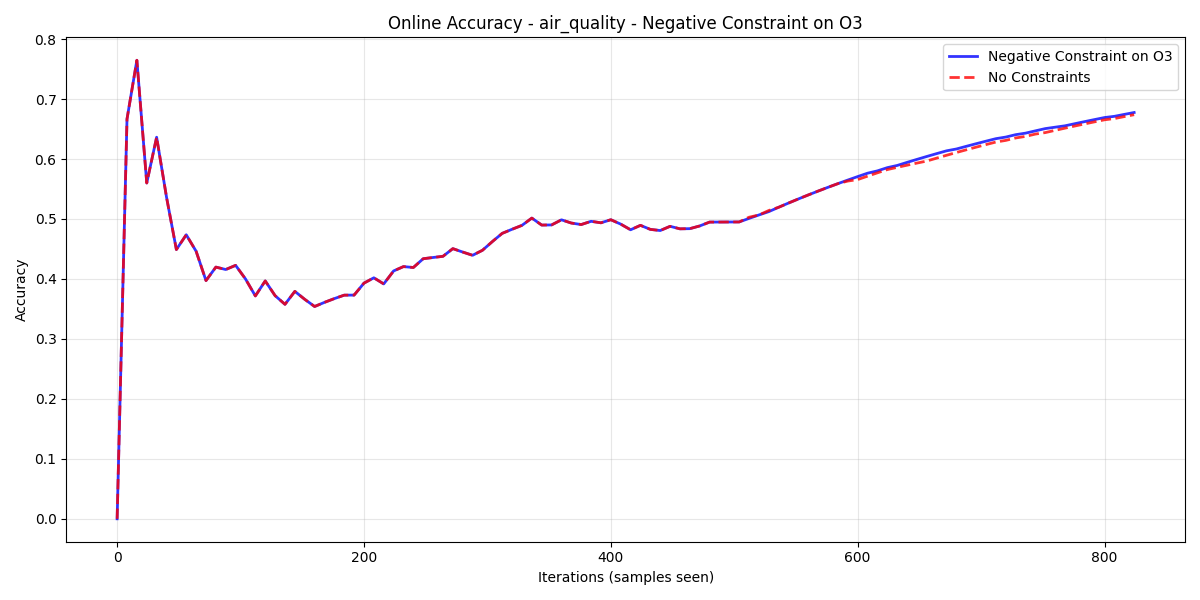 Online Accuracy - air_quality - Negative Constraint on O3
Negative Constraint on O3
No Constraints
0.8
0.7
0.6
0.5
0.4
0.3
0.2
0.1
0.0
Accuracy
0 200 400 600 800
Iterations (samples seen)